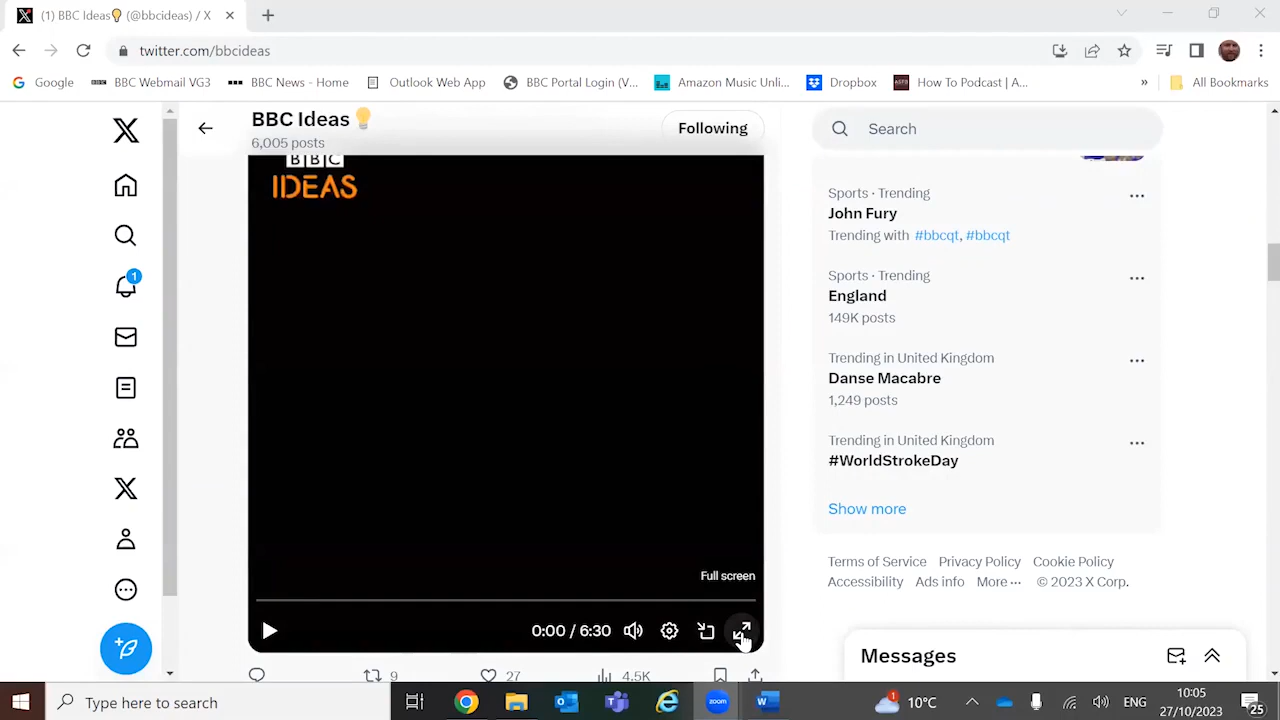 (1) BBC Ideas💡 (@bbcideas) / X
twitter.com/bbcideas
Google
BBC Webmail VG3
BBC News - Home
Outlook Web App
BBC Portal Login (V...
Amazon Music Unli...
Dropbox
How To Podcast | A...
»
All Bookmarks
BBC Ideas💡
6,005 posts
Following
Search
BBC
IDEAS
Sports · Trending
John Fury
Trending with #bbcqt, #bbcqt
Sports · Trending
England
149K posts
Trending in United Kingdom
Danse Macabre
1,249 posts
Trending in United Kingdom
#WorldStrokeDay
Show more
Terms of Service Privacy Policy Cookie Policy
Accessibility Ads info More ··· © 2023 X Corp.
1
Full screen
0:00 / 6:30
9
27
4.5K
Messages
Type here to search
zoom
1
10°C
ENG
10:05
27/10/2023
25